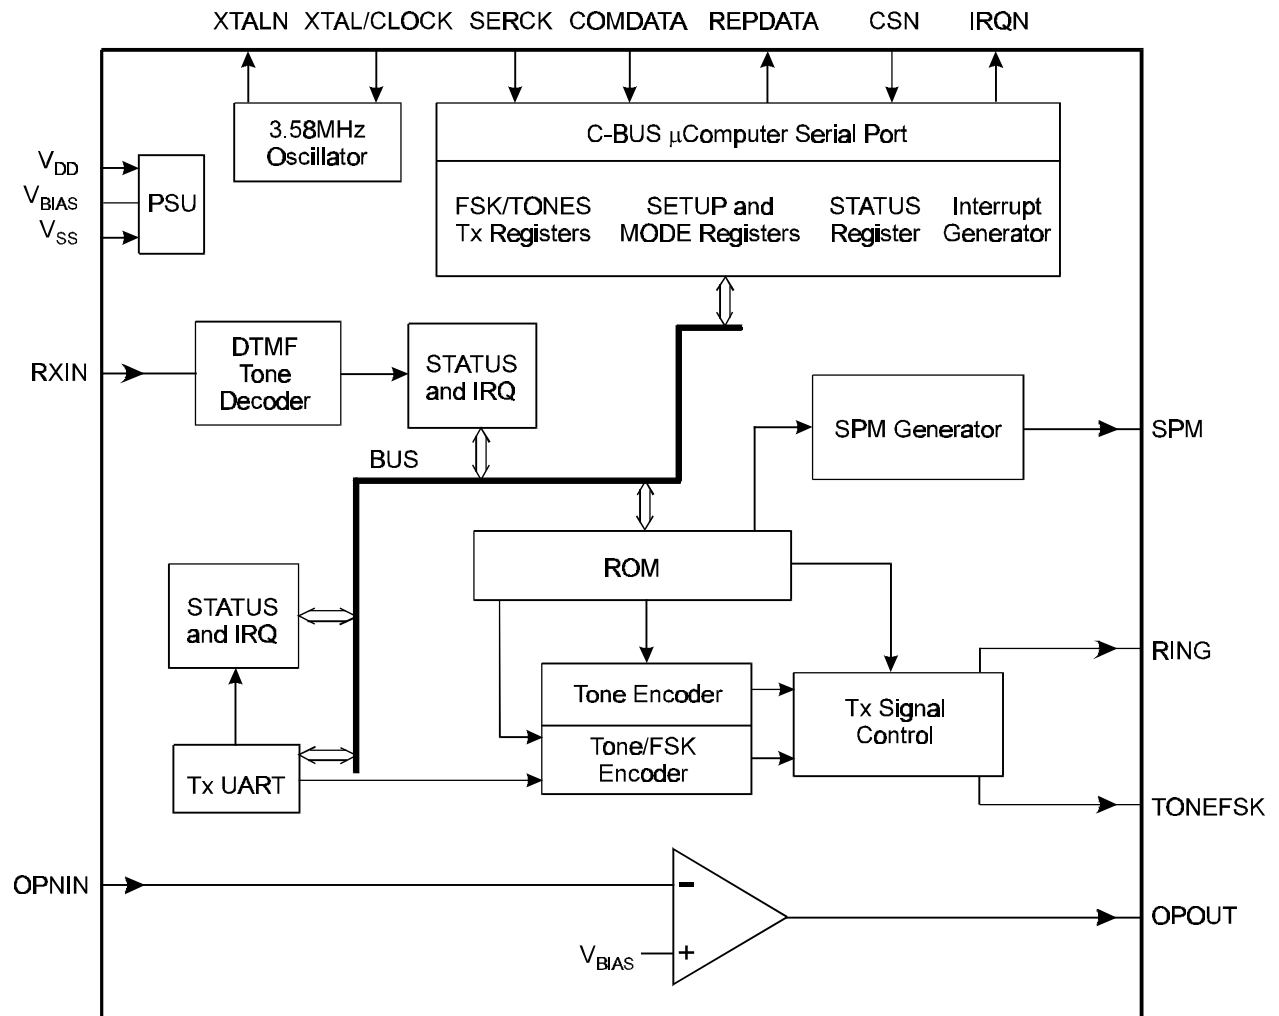 XTALN XTAL/CLOCK SERCK COMDATA REPDATA CSN IRQN
3.58MHz
Oscillator
C-BUS µComputer Serial Port
VDD
VBIAS
VSS
PSU
FSK/TONES
Tx Registers
SETUP and
MODE Registers
STATUS
Register
Interrupt
Generator
RXIN
DTMF
Tone
Decoder
STATUS
and IRQ
SPM Generator
SPM
BUS
ROM
STATUS
and IRQ
RING
Tone Encoder
Tx Signal
Control
Tone/FSK
Encoder
Tx UART
TONEFSK
OPNIN
−
OPOUT
VBIAS
+